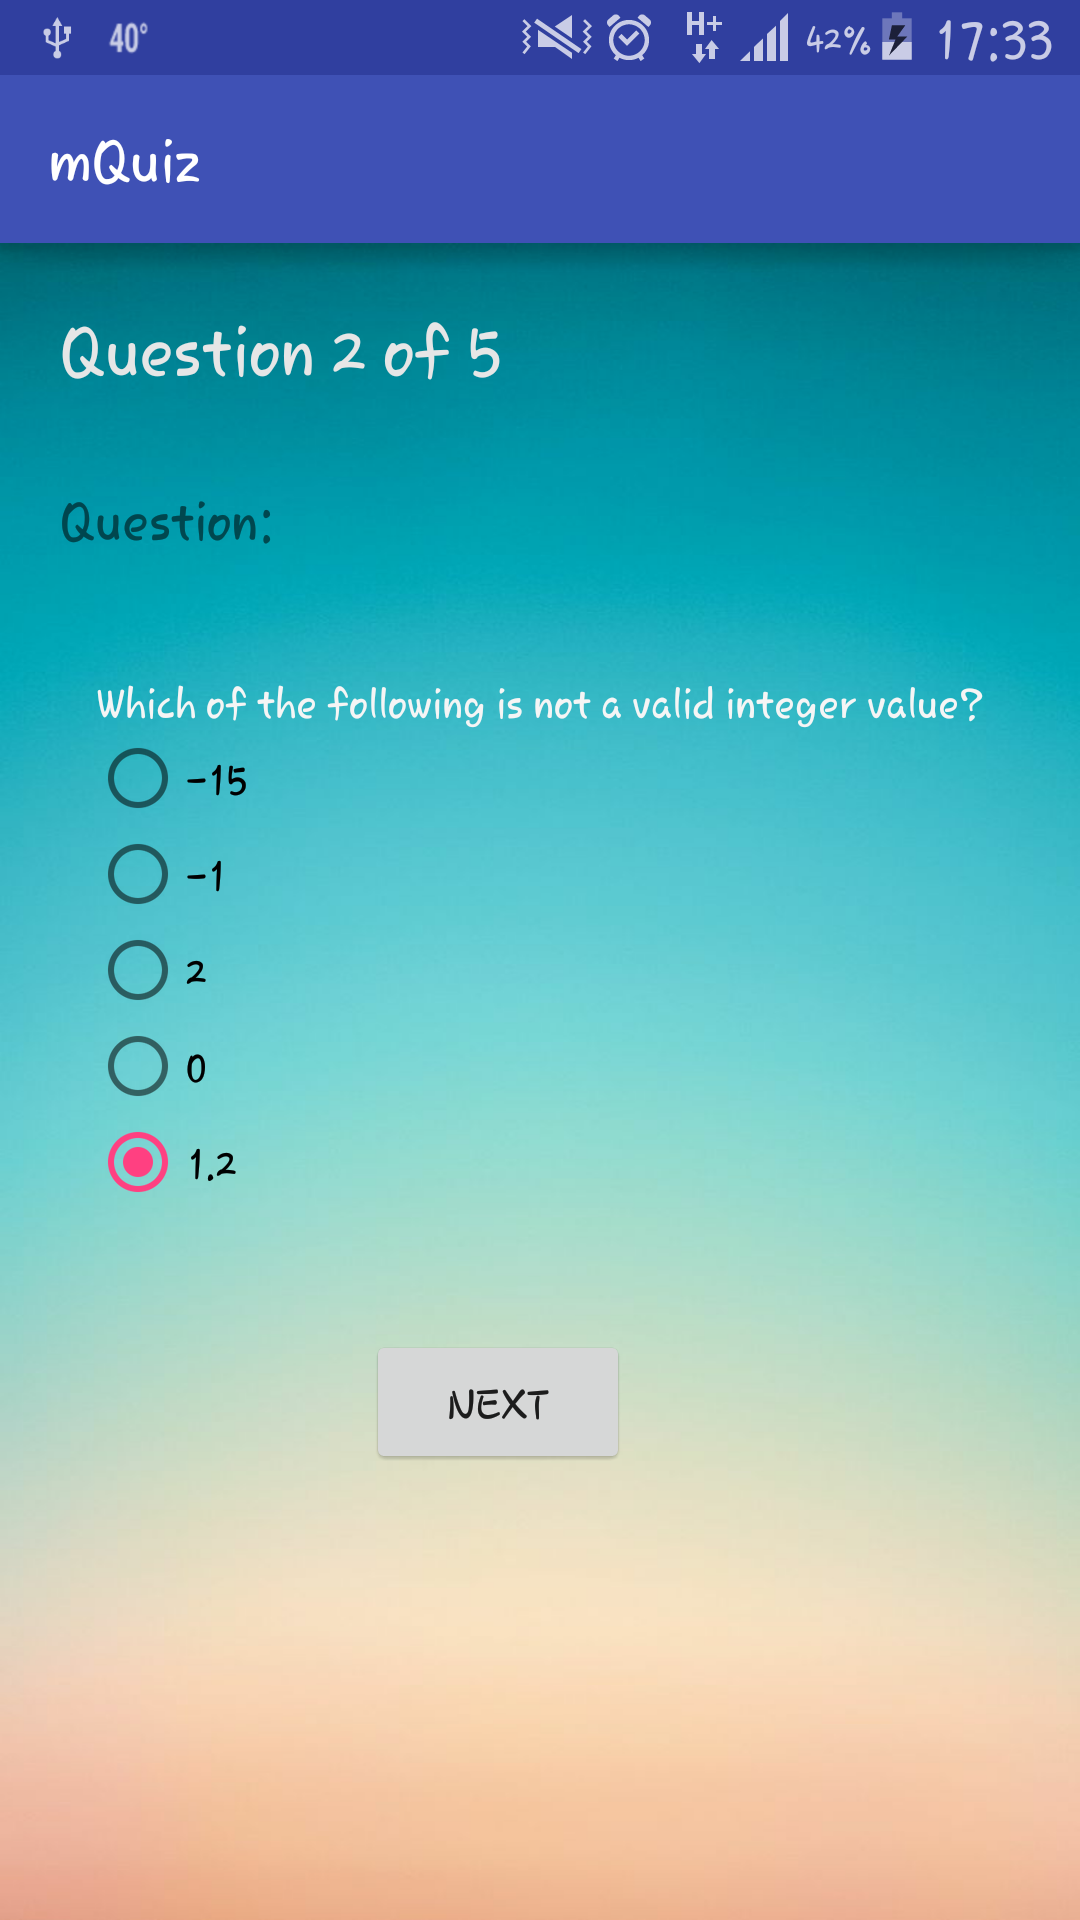 40°
H+
42%
17:33
mQuiz
Question 2 of 5
Question:
Which of the following is not a valid integer value?
-15
-1
2
0
1.2
NEXT